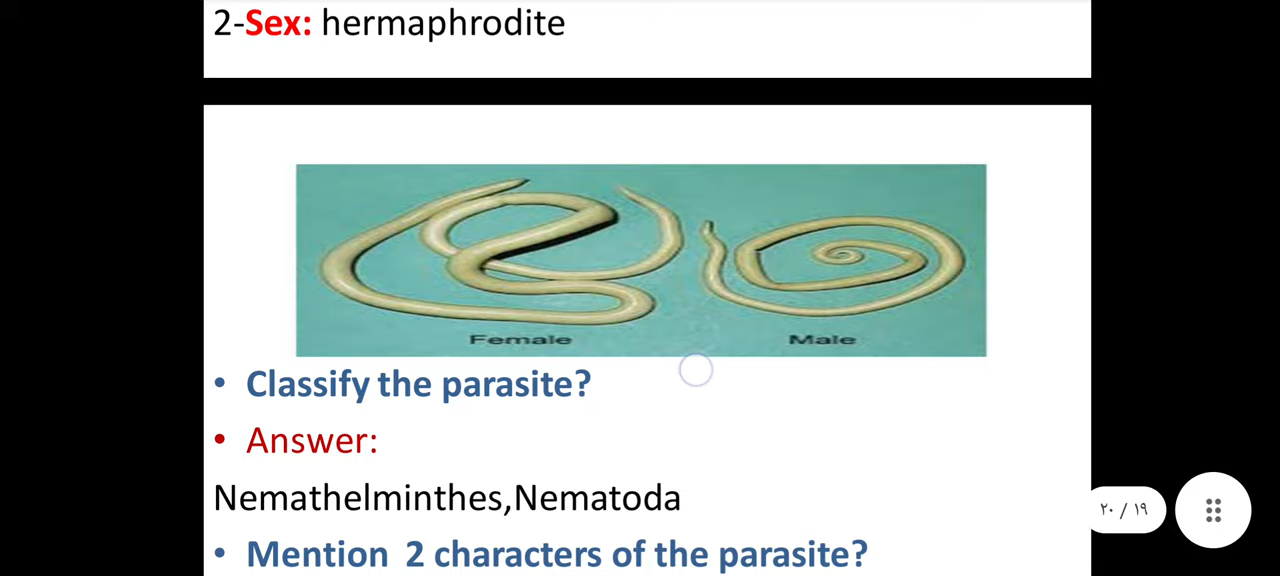 2-Sex: hermaphrodite
Female Male
• Classify the parasite?
• Answer:
Nemathelminthes,Nematoda
• Mention 2 characters of the parasite?
٢٠ / ١٩